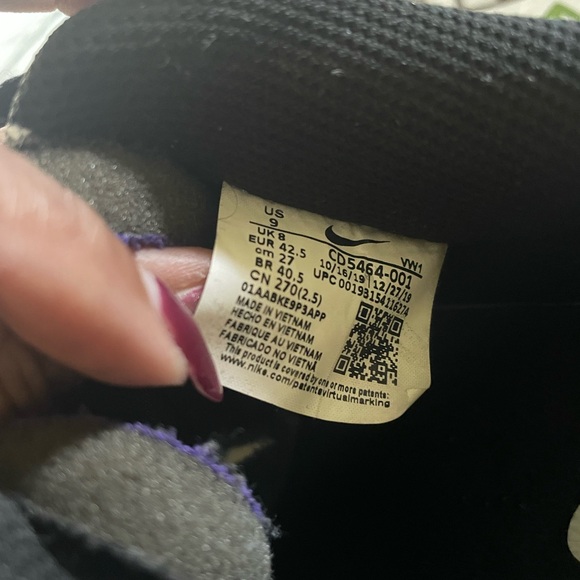 US
9
UK 8
EUR 42.5
cm 27
BR 40.5
CN 270(2.5)
01AABKE9P3APP
VW1
CD5464-001
10/16/19 12/27/19
UPC 00193154116274
MADE IN VIETNAM
HECHO EN VIETNAM
FABRIQUE AU VIETNAM
FABRICADO NO VIETNÃ
This product is covered by one or more patents:
www.nike.com/patentsvirtualmarking